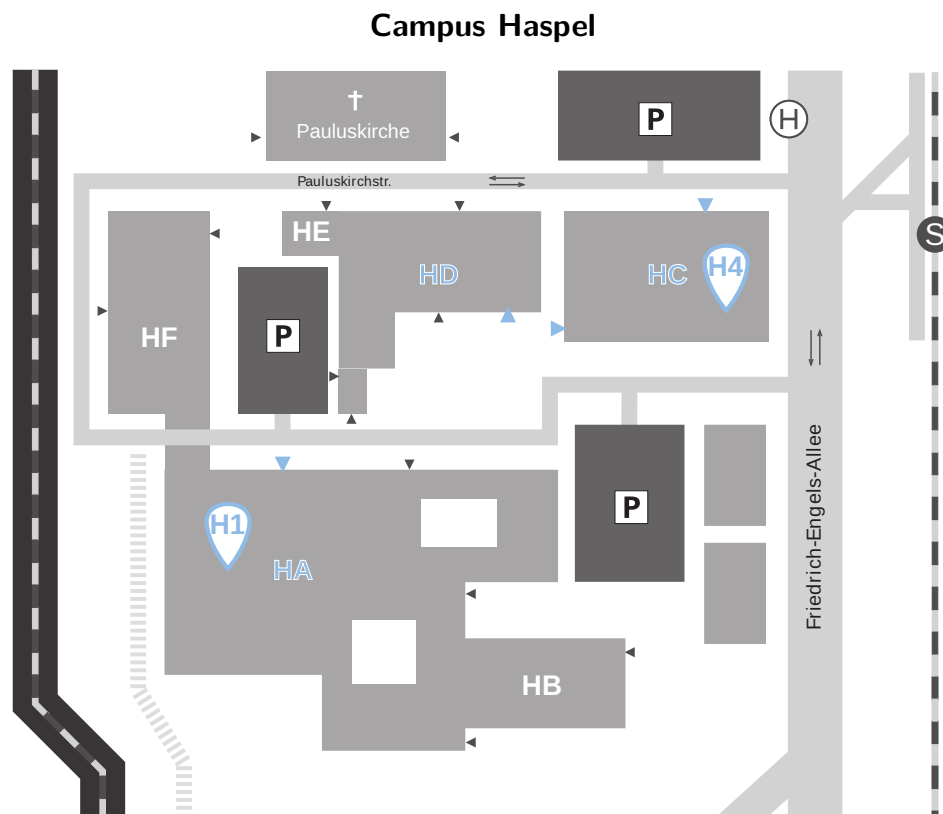 Campus Haspel
Pauluskirche
P
H
Pauluskirchstr.
S
HE
HD
HC
H4
HF
P
H1
HA
P
Friedrich-Engels-Allee
HB